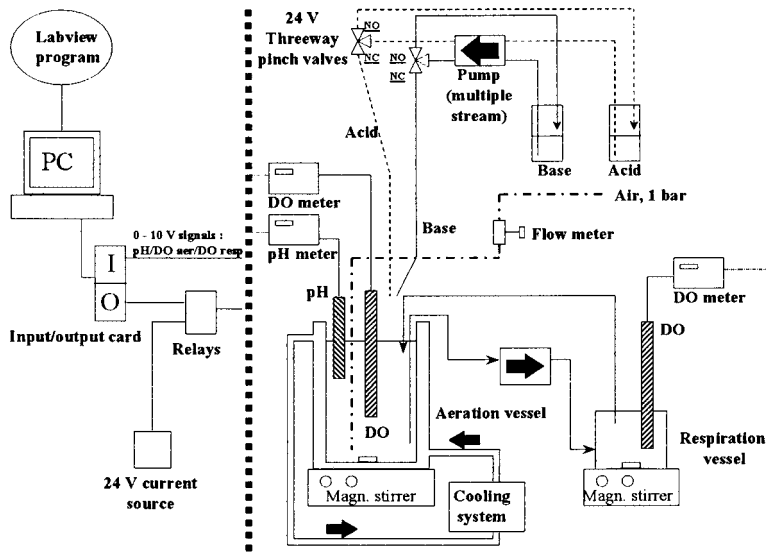 Labview
program
PC
0 - 10 V signals :
pH/DO aer/DO resp
I
O
Input/output card
Relays
24 V current
source
24 V
Threeway
pinch valves
NO
NC
NO
NC
Pump
(multiple
stream)
Base
Acid
Acid
Base
Air, 1 bar
Flow meter
DO meter
pH meter
pH
DO
DO meter
DO
Aeration vessel
Respiration
vessel
Magn. stirrer
Cooling
system
Magn. stirrer